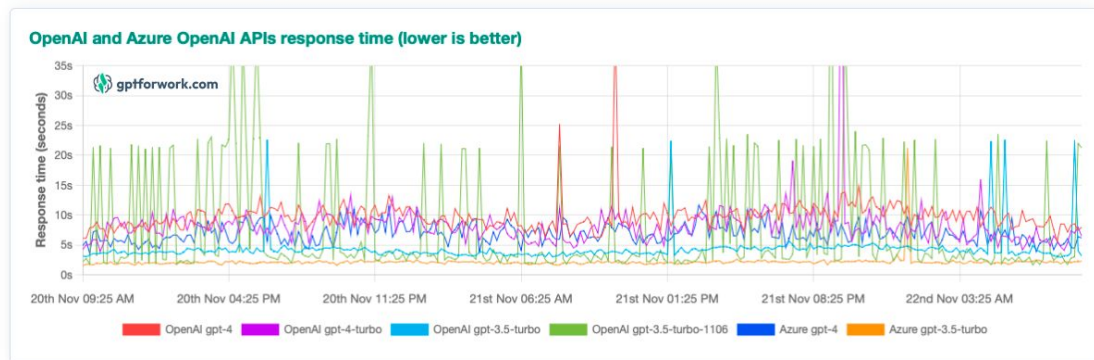 OpenAI and Azure OpenAI APIs response time (lower is better)
35s
gptforwork.com
30s
25s
20s
15s
10s
5s
0s
Response time (seconds)
20th Nov 09:25 AM 20th Nov 04:25 PM 20th Nov 11:25 PM 21st Nov 06:25 AM 21st Nov 01:25 PM 21st Nov 08:25 PM 22nd Nov 03:25 AM
OpenAI gpt-4 OpenAI gpt-4-turbo OpenAI gpt-3.5-turbo OpenAI gpt-3.5-turbo-1106 Azure gpt-4 Azure gpt-3.5-turbo